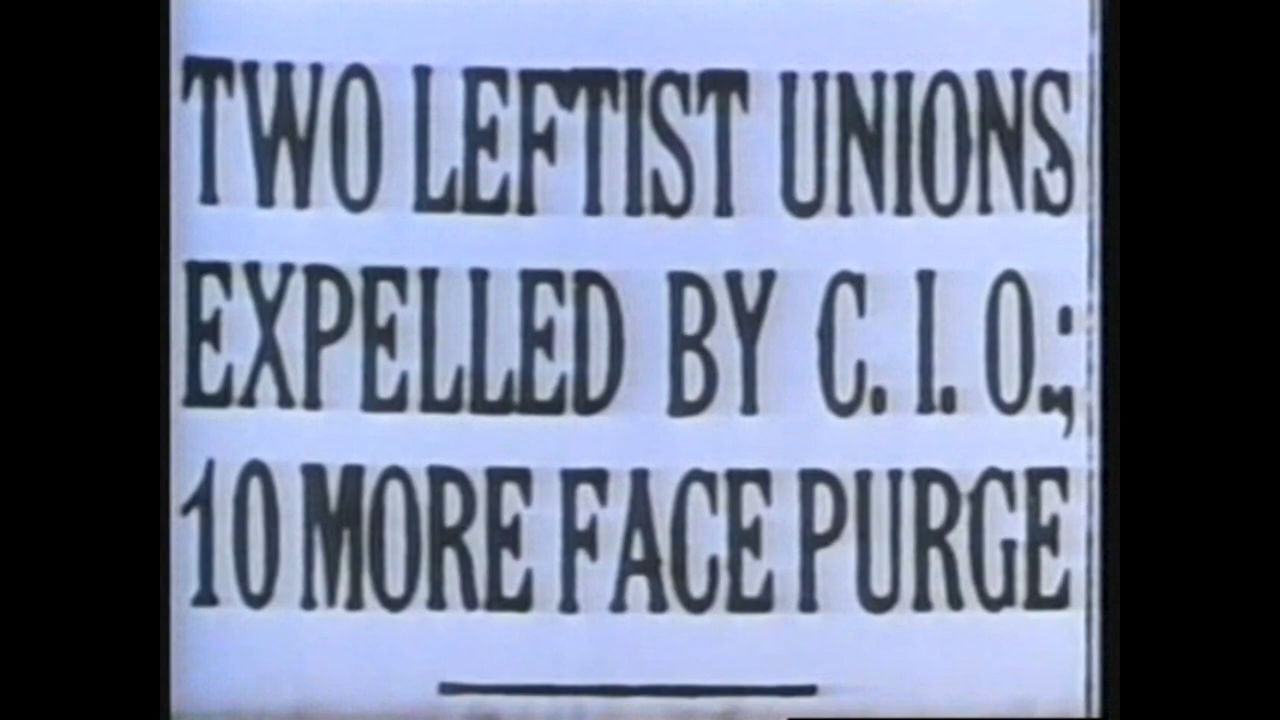 TWO LEFTIST UNIONS
EXPELLED BY C. I. O.;
10 MORE FACE PURGE